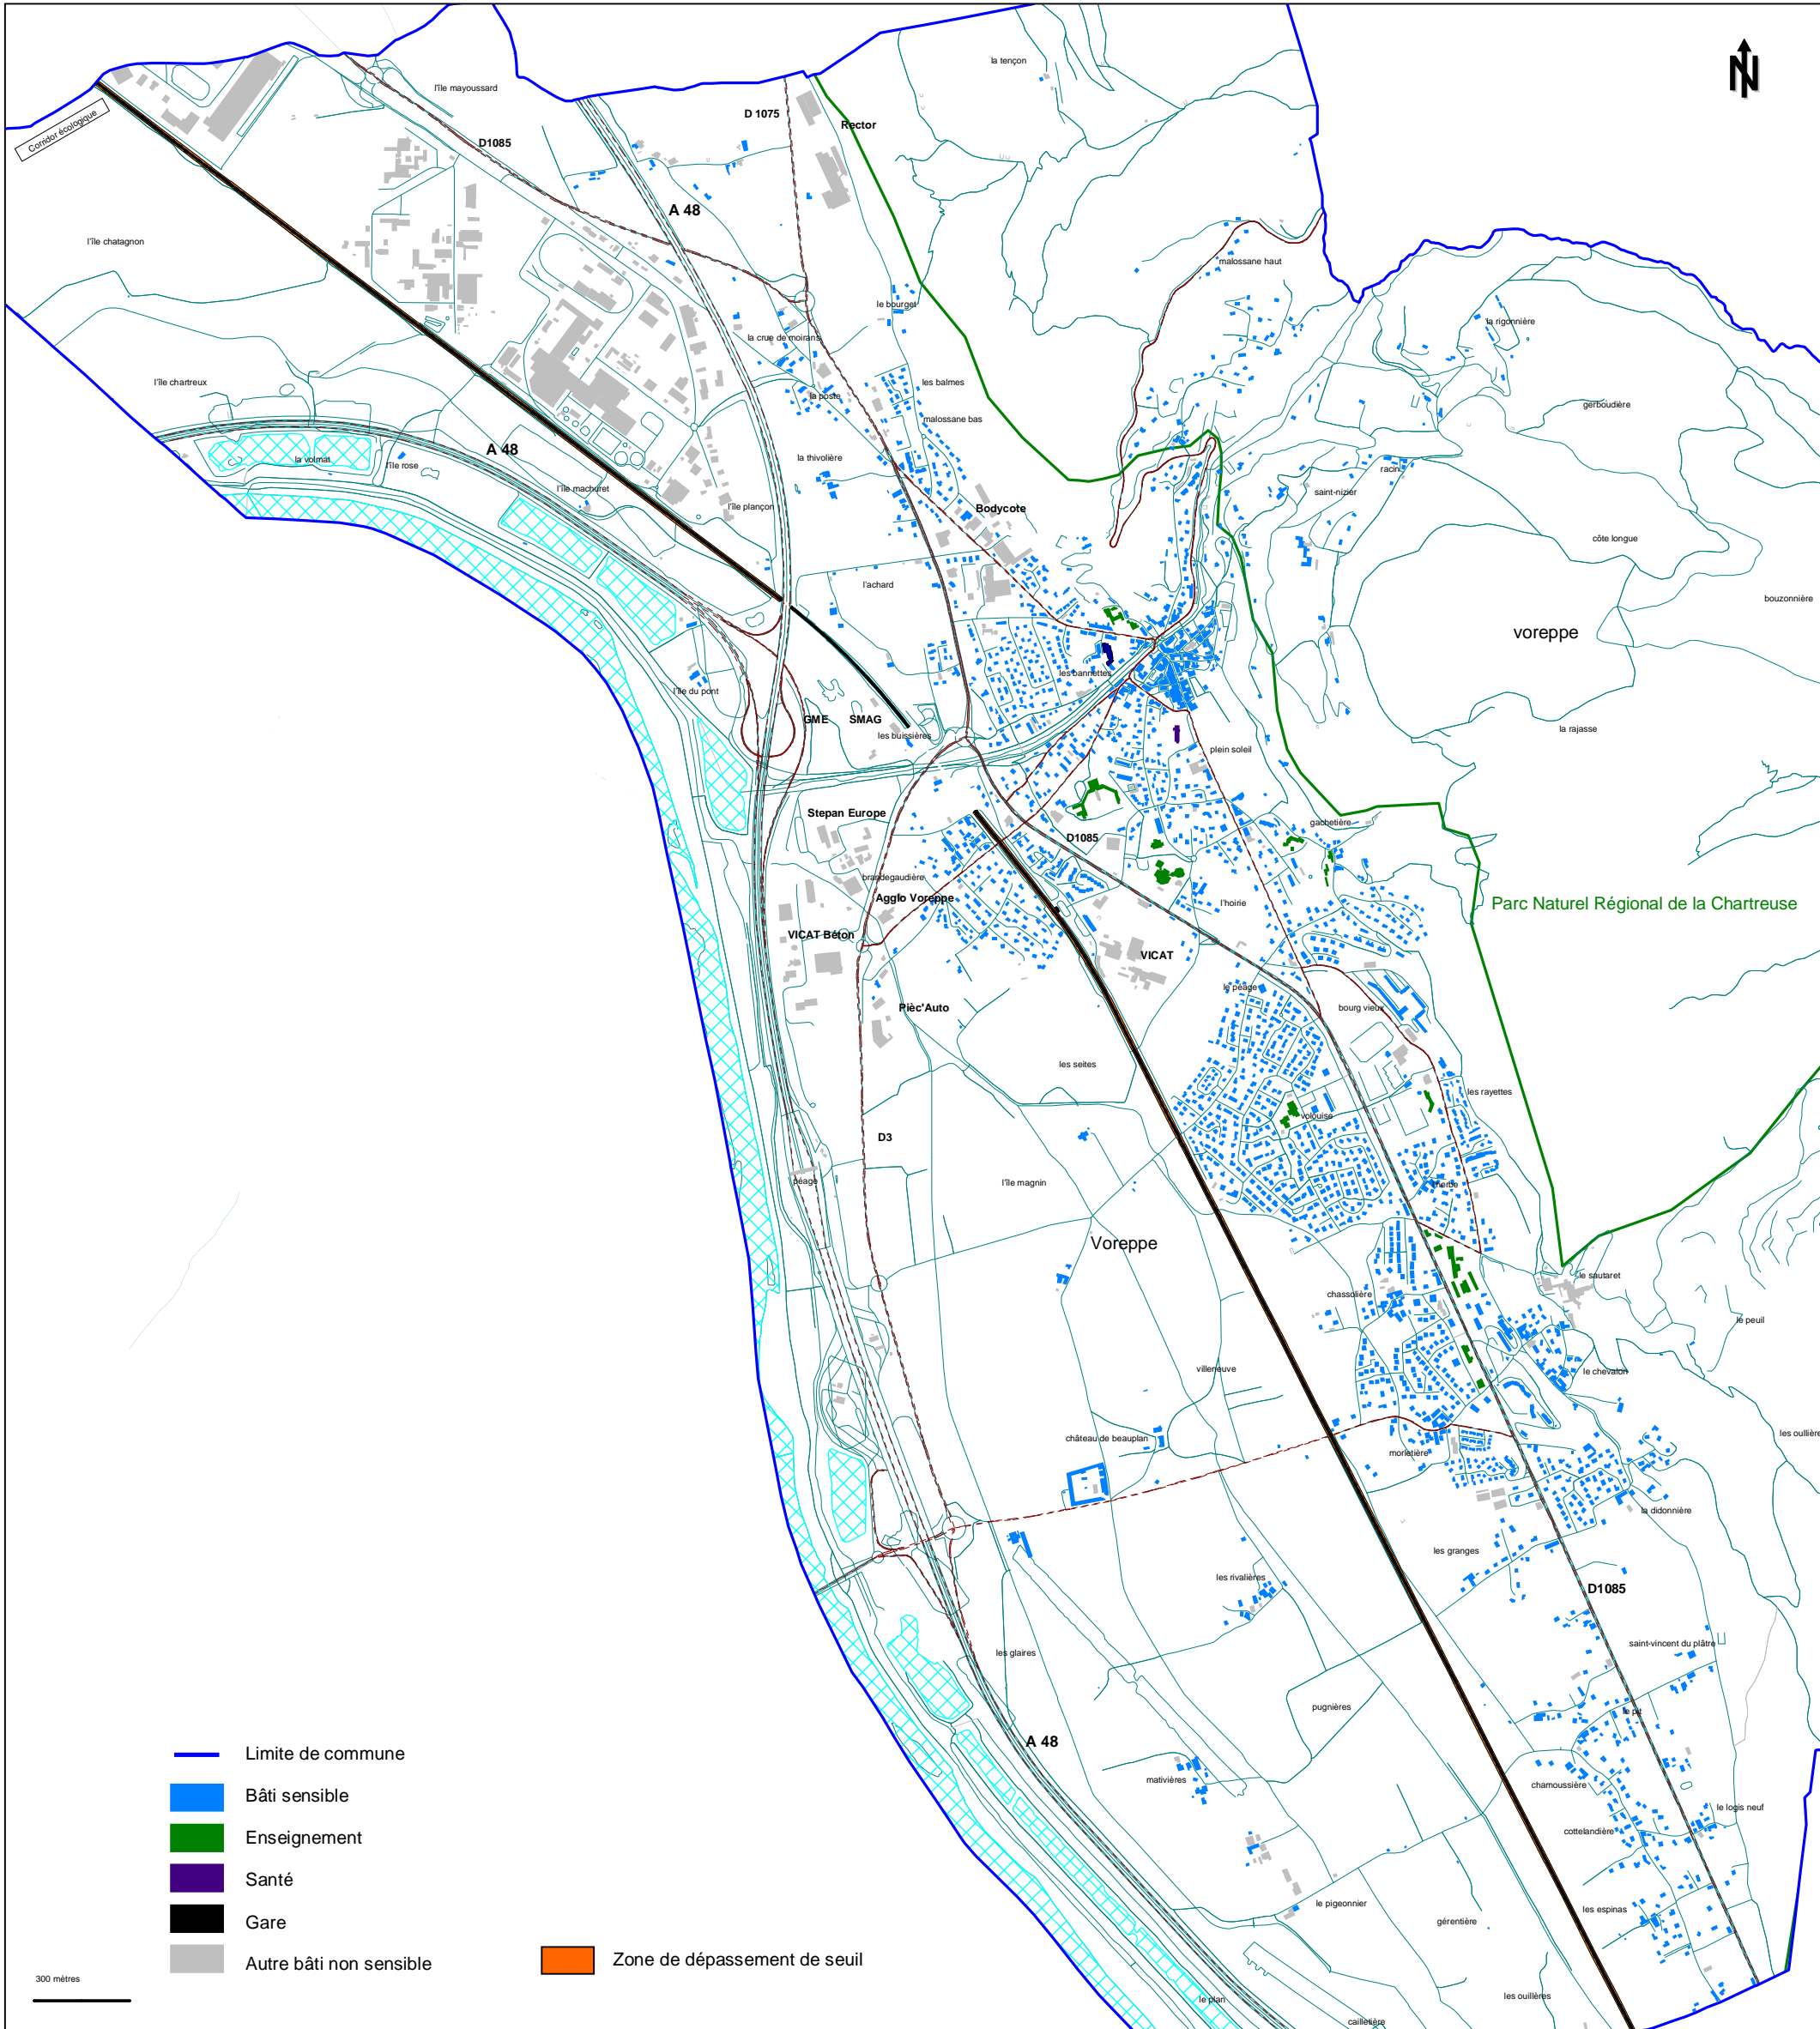 la tençon
N
l'île mayoussard
D 1075
Rector
Corridor écologique
D1085
A 48
l'île chatagnon
malossane haut
le bourget
la rigonnière
la crue de moirans
l'île chartreux
les balmes
la poste
gerboudière
malossane bas
A 48
la volmat
l'île rose
la thivolière
racin
l'île machuret
saint-nizier
l'île plançon
Bodycote
côte longue
l'achard
bouzonnière
voreppe
les bannettes
l'île du pont
GME
SMAG
les buissières
la rajasse
plein soleil
Stepan Europe
gachetière
D1085
brandegaudière
Agglo Voreppe
l'hoirie
Parc Naturel Régional de la Chartreuse
VICAT Béton
VICAT
le péage
Pièc'Auto
bourg vieux
les seites
les rayettes
volouise
D3
péage
l'île magnin
Voreppe
le sautaret
chassolière
le peuil
villeneuve
le chevalon
château de beauplan
les oullière
morletière
la didonnière
les granges
les rivalières
D1085
saint-vincent du plâtre
les glaires
pugnières
le pit
A 48
Limite de commune
mativières
chamoussière
Bâti sensible
le logis neuf
cottelandière
Enseignement
Santé
le pigeonnier
les espinas
gérentière
Gare
Autre bâti non sensible
Zone de dépassement de seuil
300 mètres
les ouillères
le plan
cailletière